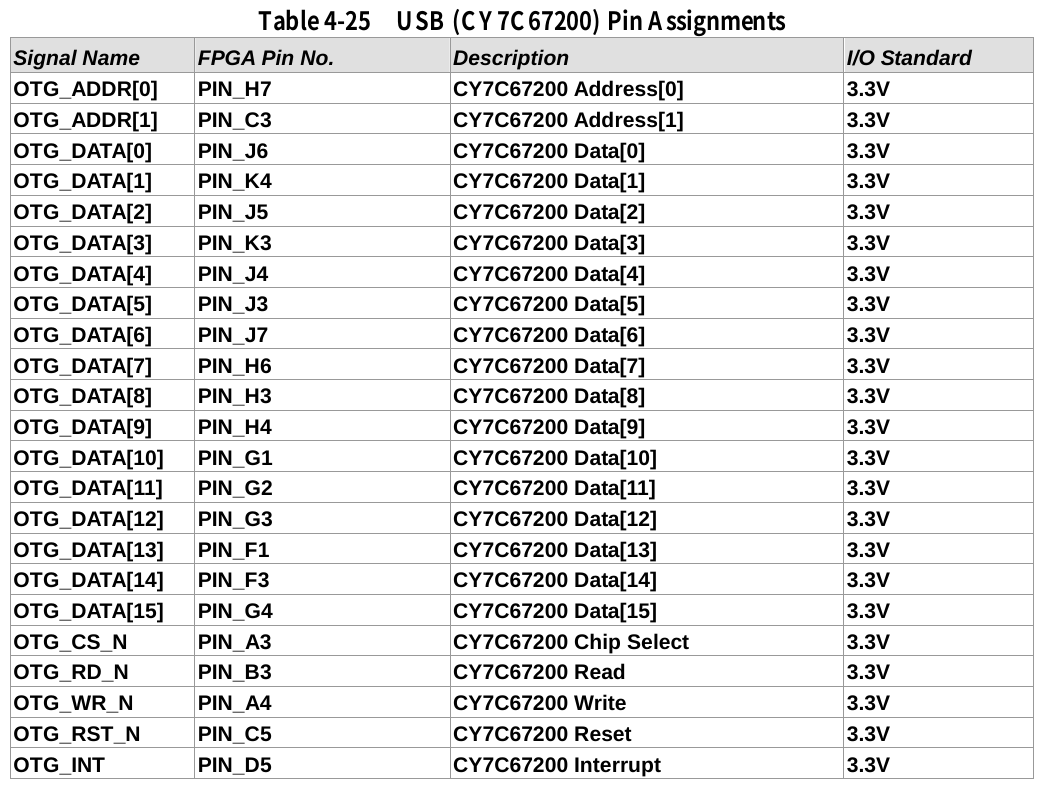 Table 4-25 USB (CY7C67200) Pin Assignments
Signal Name FPGA Pin No. Description I/O Standard
OTG_ADDR[0] PIN_H7 CY7C67200 Address[0] 3.3V
OTG_ADDR[1] PIN_C3 CY7C67200 Address[1] 3.3V
OTG_DATA[0] PIN_J6 CY7C67200 Data[0] 3.3V
OTG_DATA[1] PIN_K4 CY7C67200 Data[1] 3.3V
OTG_DATA[2] PIN_J5 CY7C67200 Data[2] 3.3V
OTG_DATA[3] PIN_K3 CY7C67200 Data[3] 3.3V
OTG_DATA[4] PIN_J4 CY7C67200 Data[4] 3.3V
OTG_DATA[5] PIN_J3 CY7C67200 Data[5] 3.3V
OTG_DATA[6] PIN_J7 CY7C67200 Data[6] 3.3V
OTG_DATA[7] PIN_H6 CY7C67200 Data[7] 3.3V
OTG_DATA[8] PIN_H3 CY7C67200 Data[8] 3.3V
OTG_DATA[9] PIN_H4 CY7C67200 Data[9] 3.3V
OTG_DATA[10] PIN_G1 CY7C67200 Data[10] 3.3V
OTG_DATA[11] PIN_G2 CY7C67200 Data[11] 3.3V
OTG_DATA[12] PIN_G3 CY7C67200 Data[12] 3.3V
OTG_DATA[13] PIN_F1 CY7C67200 Data[13] 3.3V
OTG_DATA[14] PIN_F3 CY7C67200 Data[14] 3.3V
OTG_DATA[15] PIN_G4 CY7C67200 Data[15] 3.3V
OTG_CS_N PIN_A3 CY7C67200 Chip Select 3.3V
OTG_RD_N PIN_B3 CY7C67200 Read 3.3V
OTG_WR_N PIN_A4 CY7C67200 Write 3.3V
OTG_RST_N PIN_C5 CY7C67200 Reset 3.3V
OTG_INT PIN_D5 CY7C67200 Interrupt 3.3V